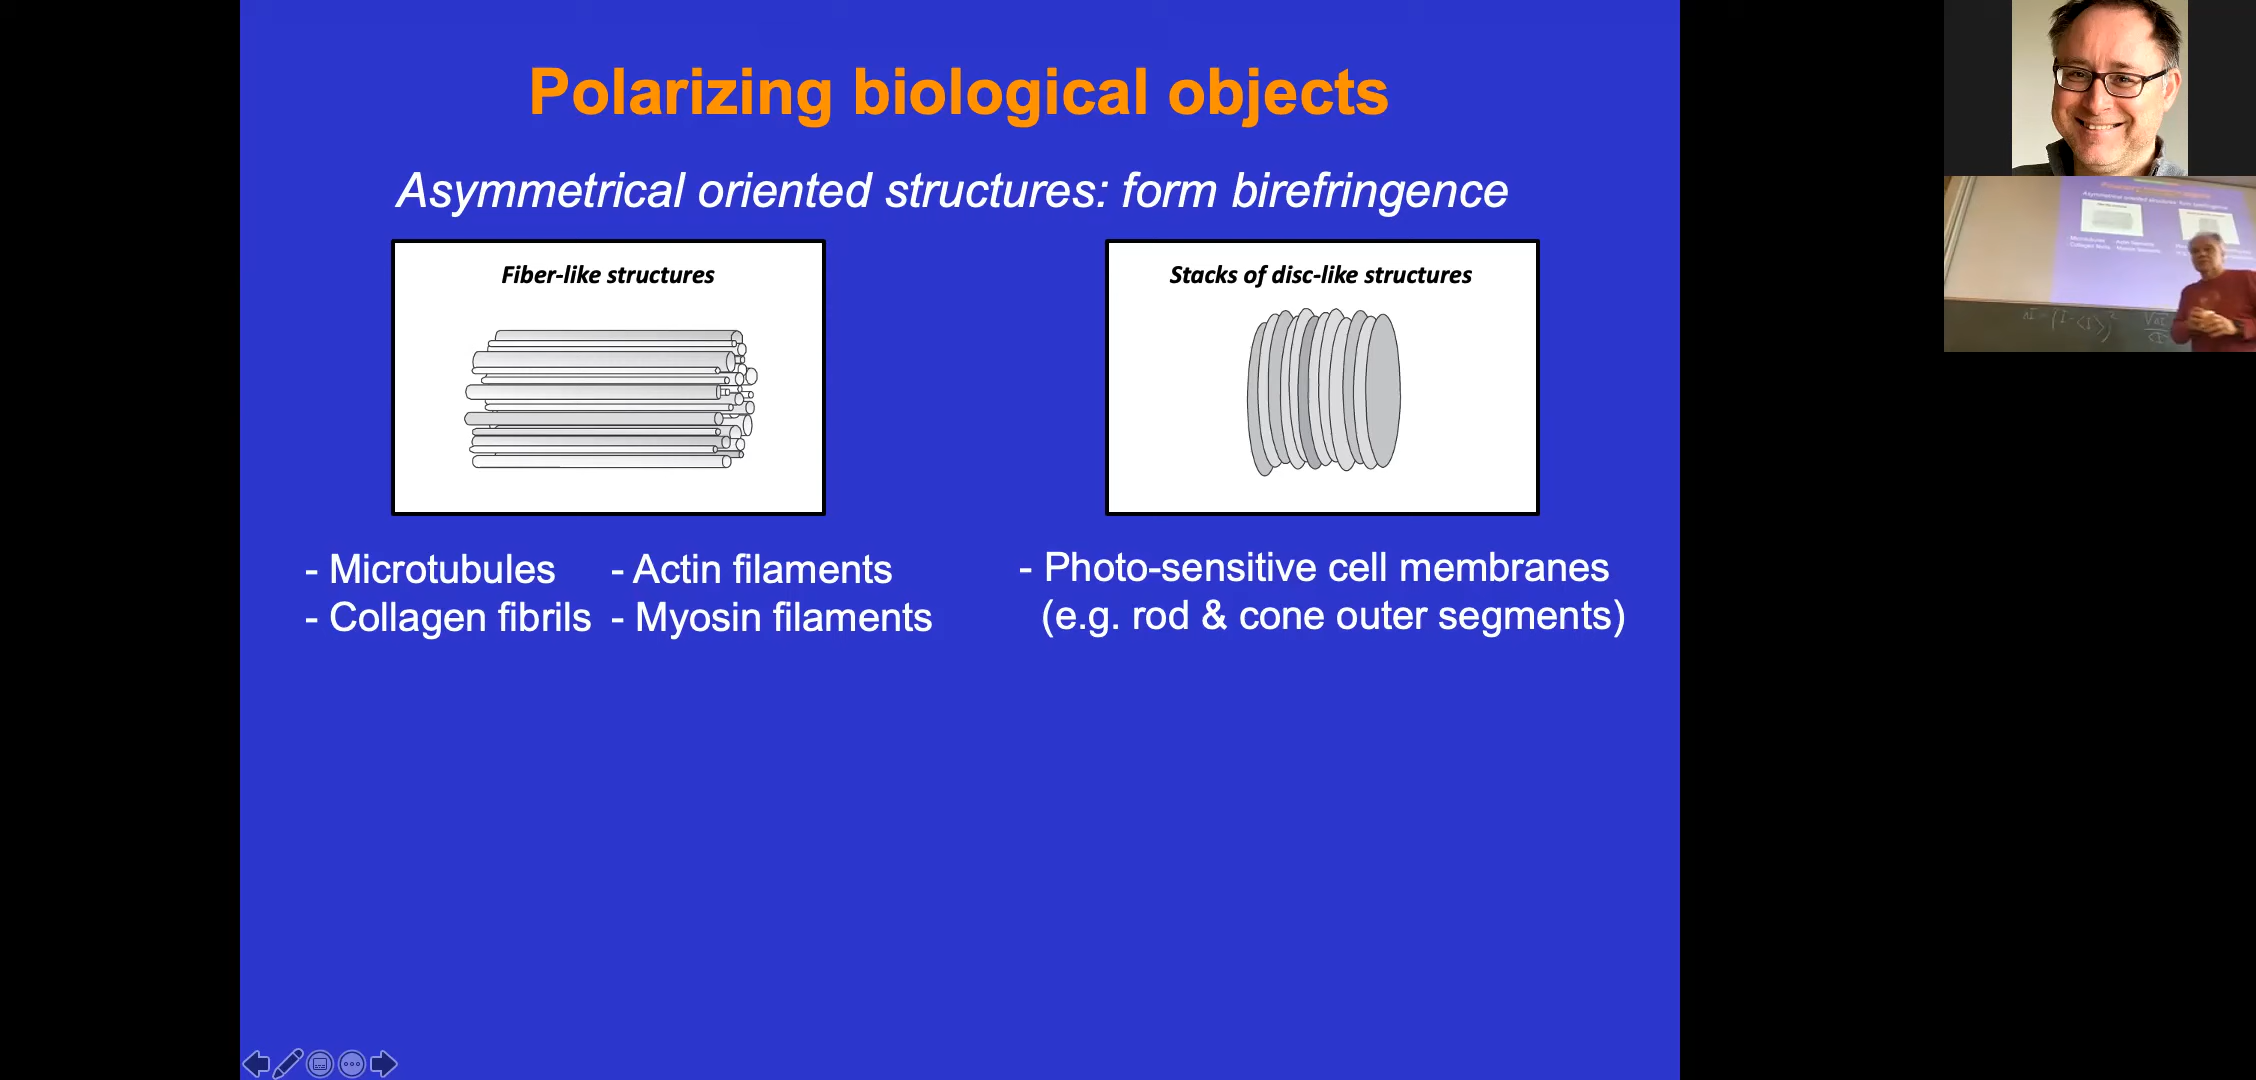 Polarizing biological objects
Asymmetrical oriented structures: form birefringence
Fiber-like structures
Stacks of disc-like structures
- Microtubules - Actin filaments
- Collagen fibrils - Myosin filaments
- Photo-sensitive cell membranes
(e.g. rod & cone outer segments)